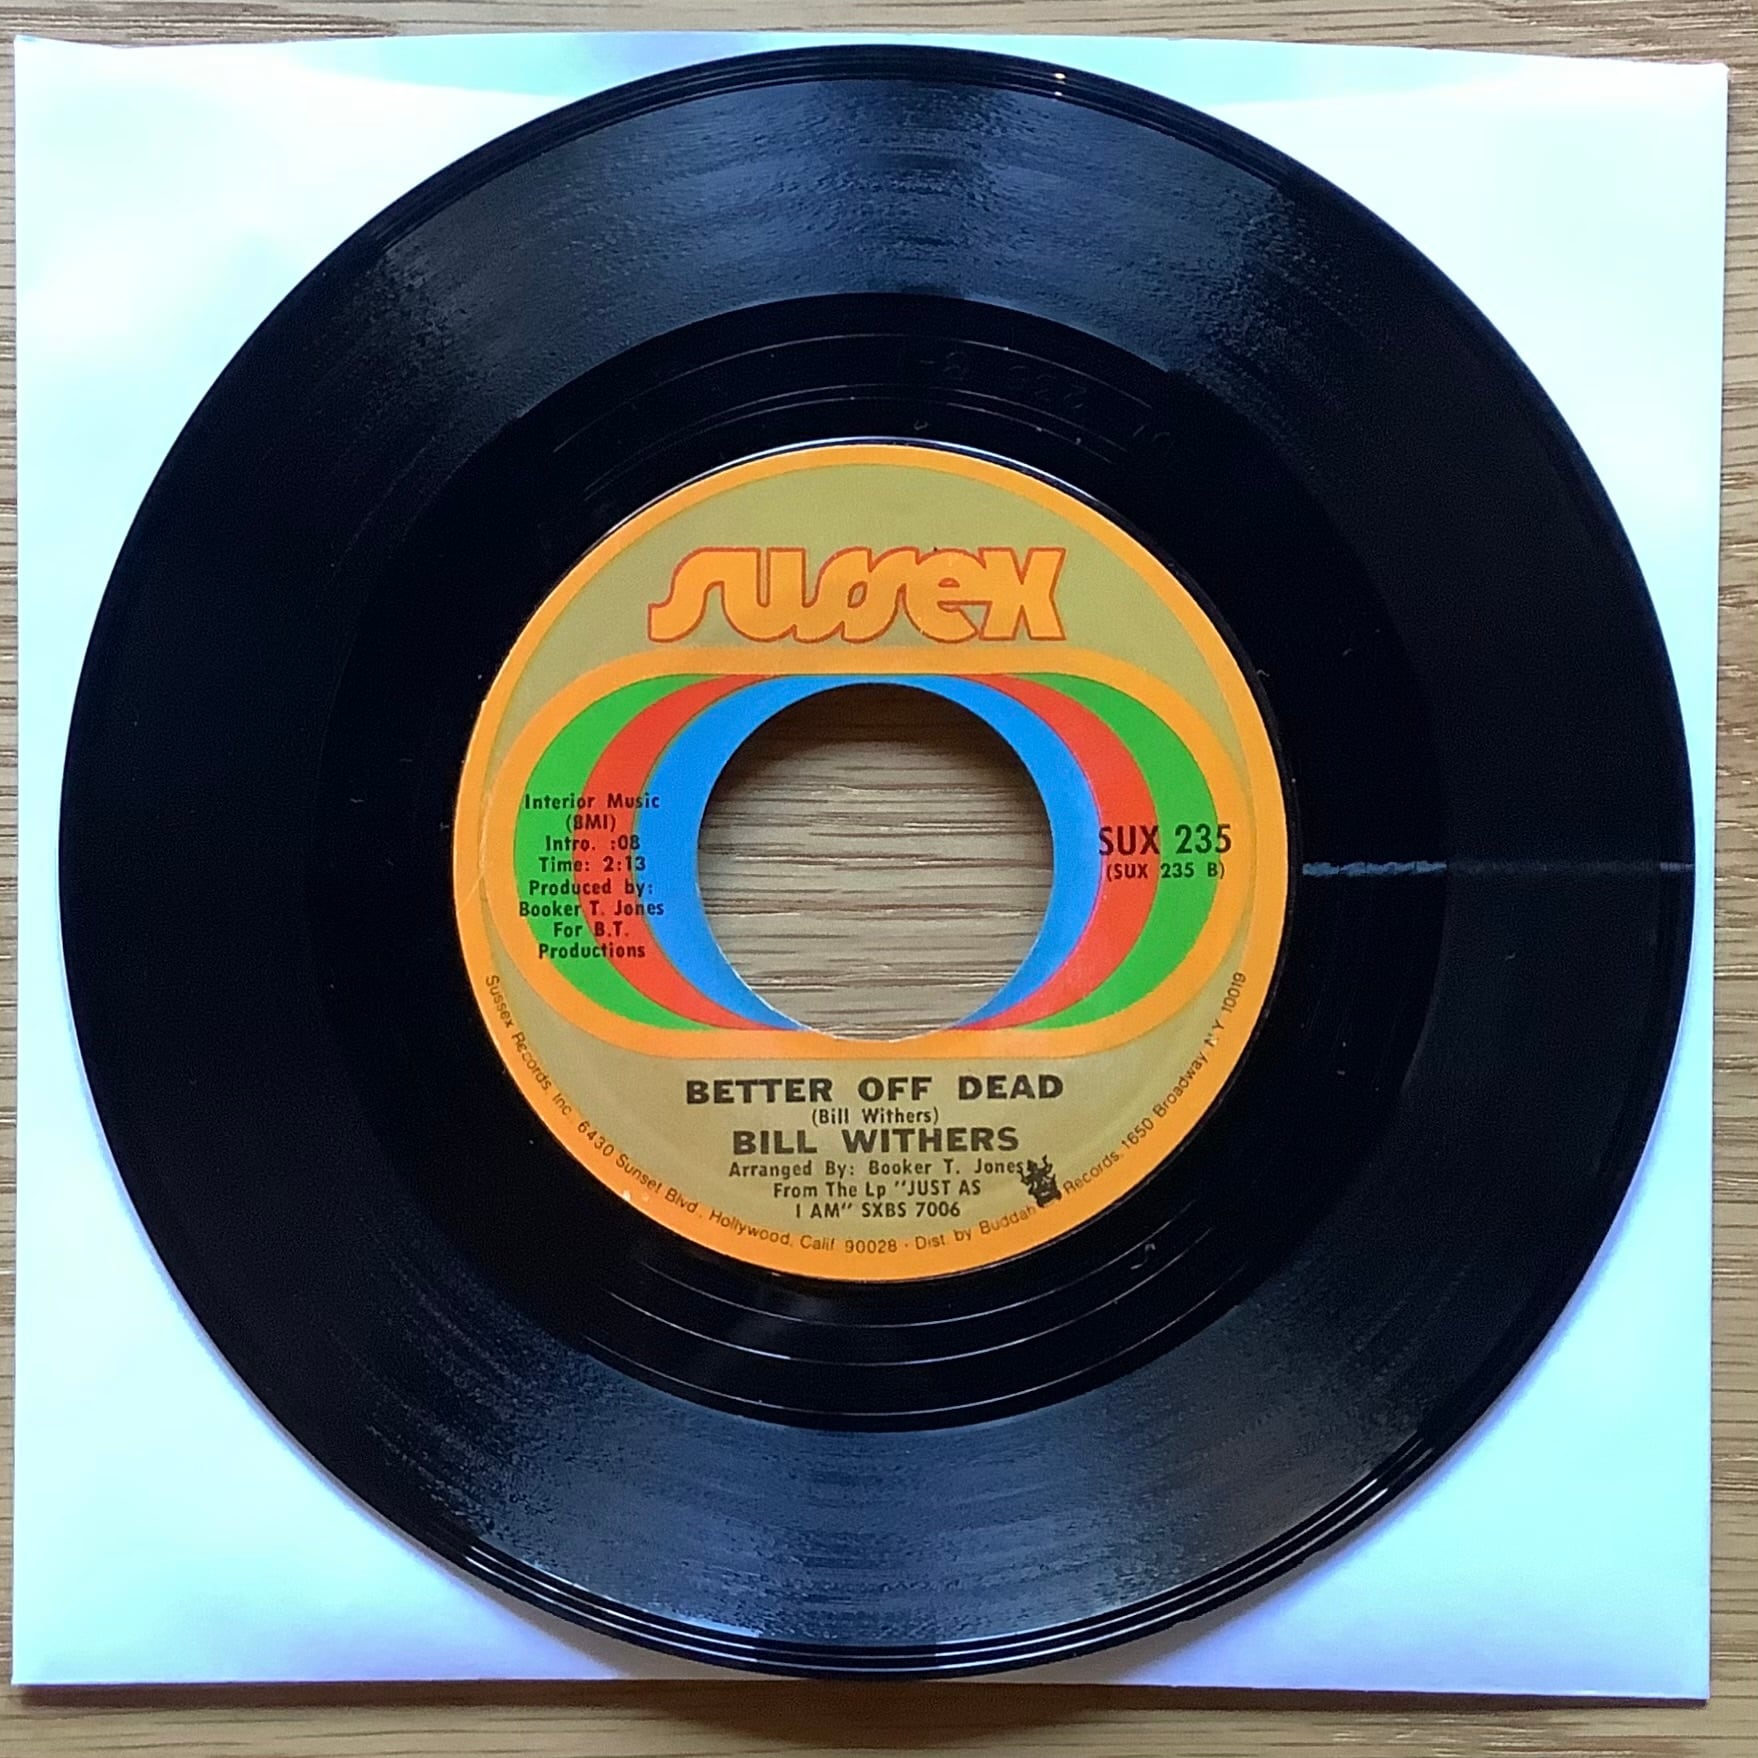 sussex
Interior Music
(BMI)
Intro. :08
Time: 2:13
Produced by:
Booker T. Jones
For B.T.
Productions
SUX 235
(SUX 235 B)
BETTER OFF DEAD
(Bill Withers)
BILL WITHERS
Arranged By: Booker T. Jones
From The Lp "JUST AS
I AM" SXBS 7006
Sussex Records, Inc. 6430 Sunset Blvd., Hollywood, Calif 90028 · Dist. by Buddah Records. 1650 Broadway N.Y. 10019